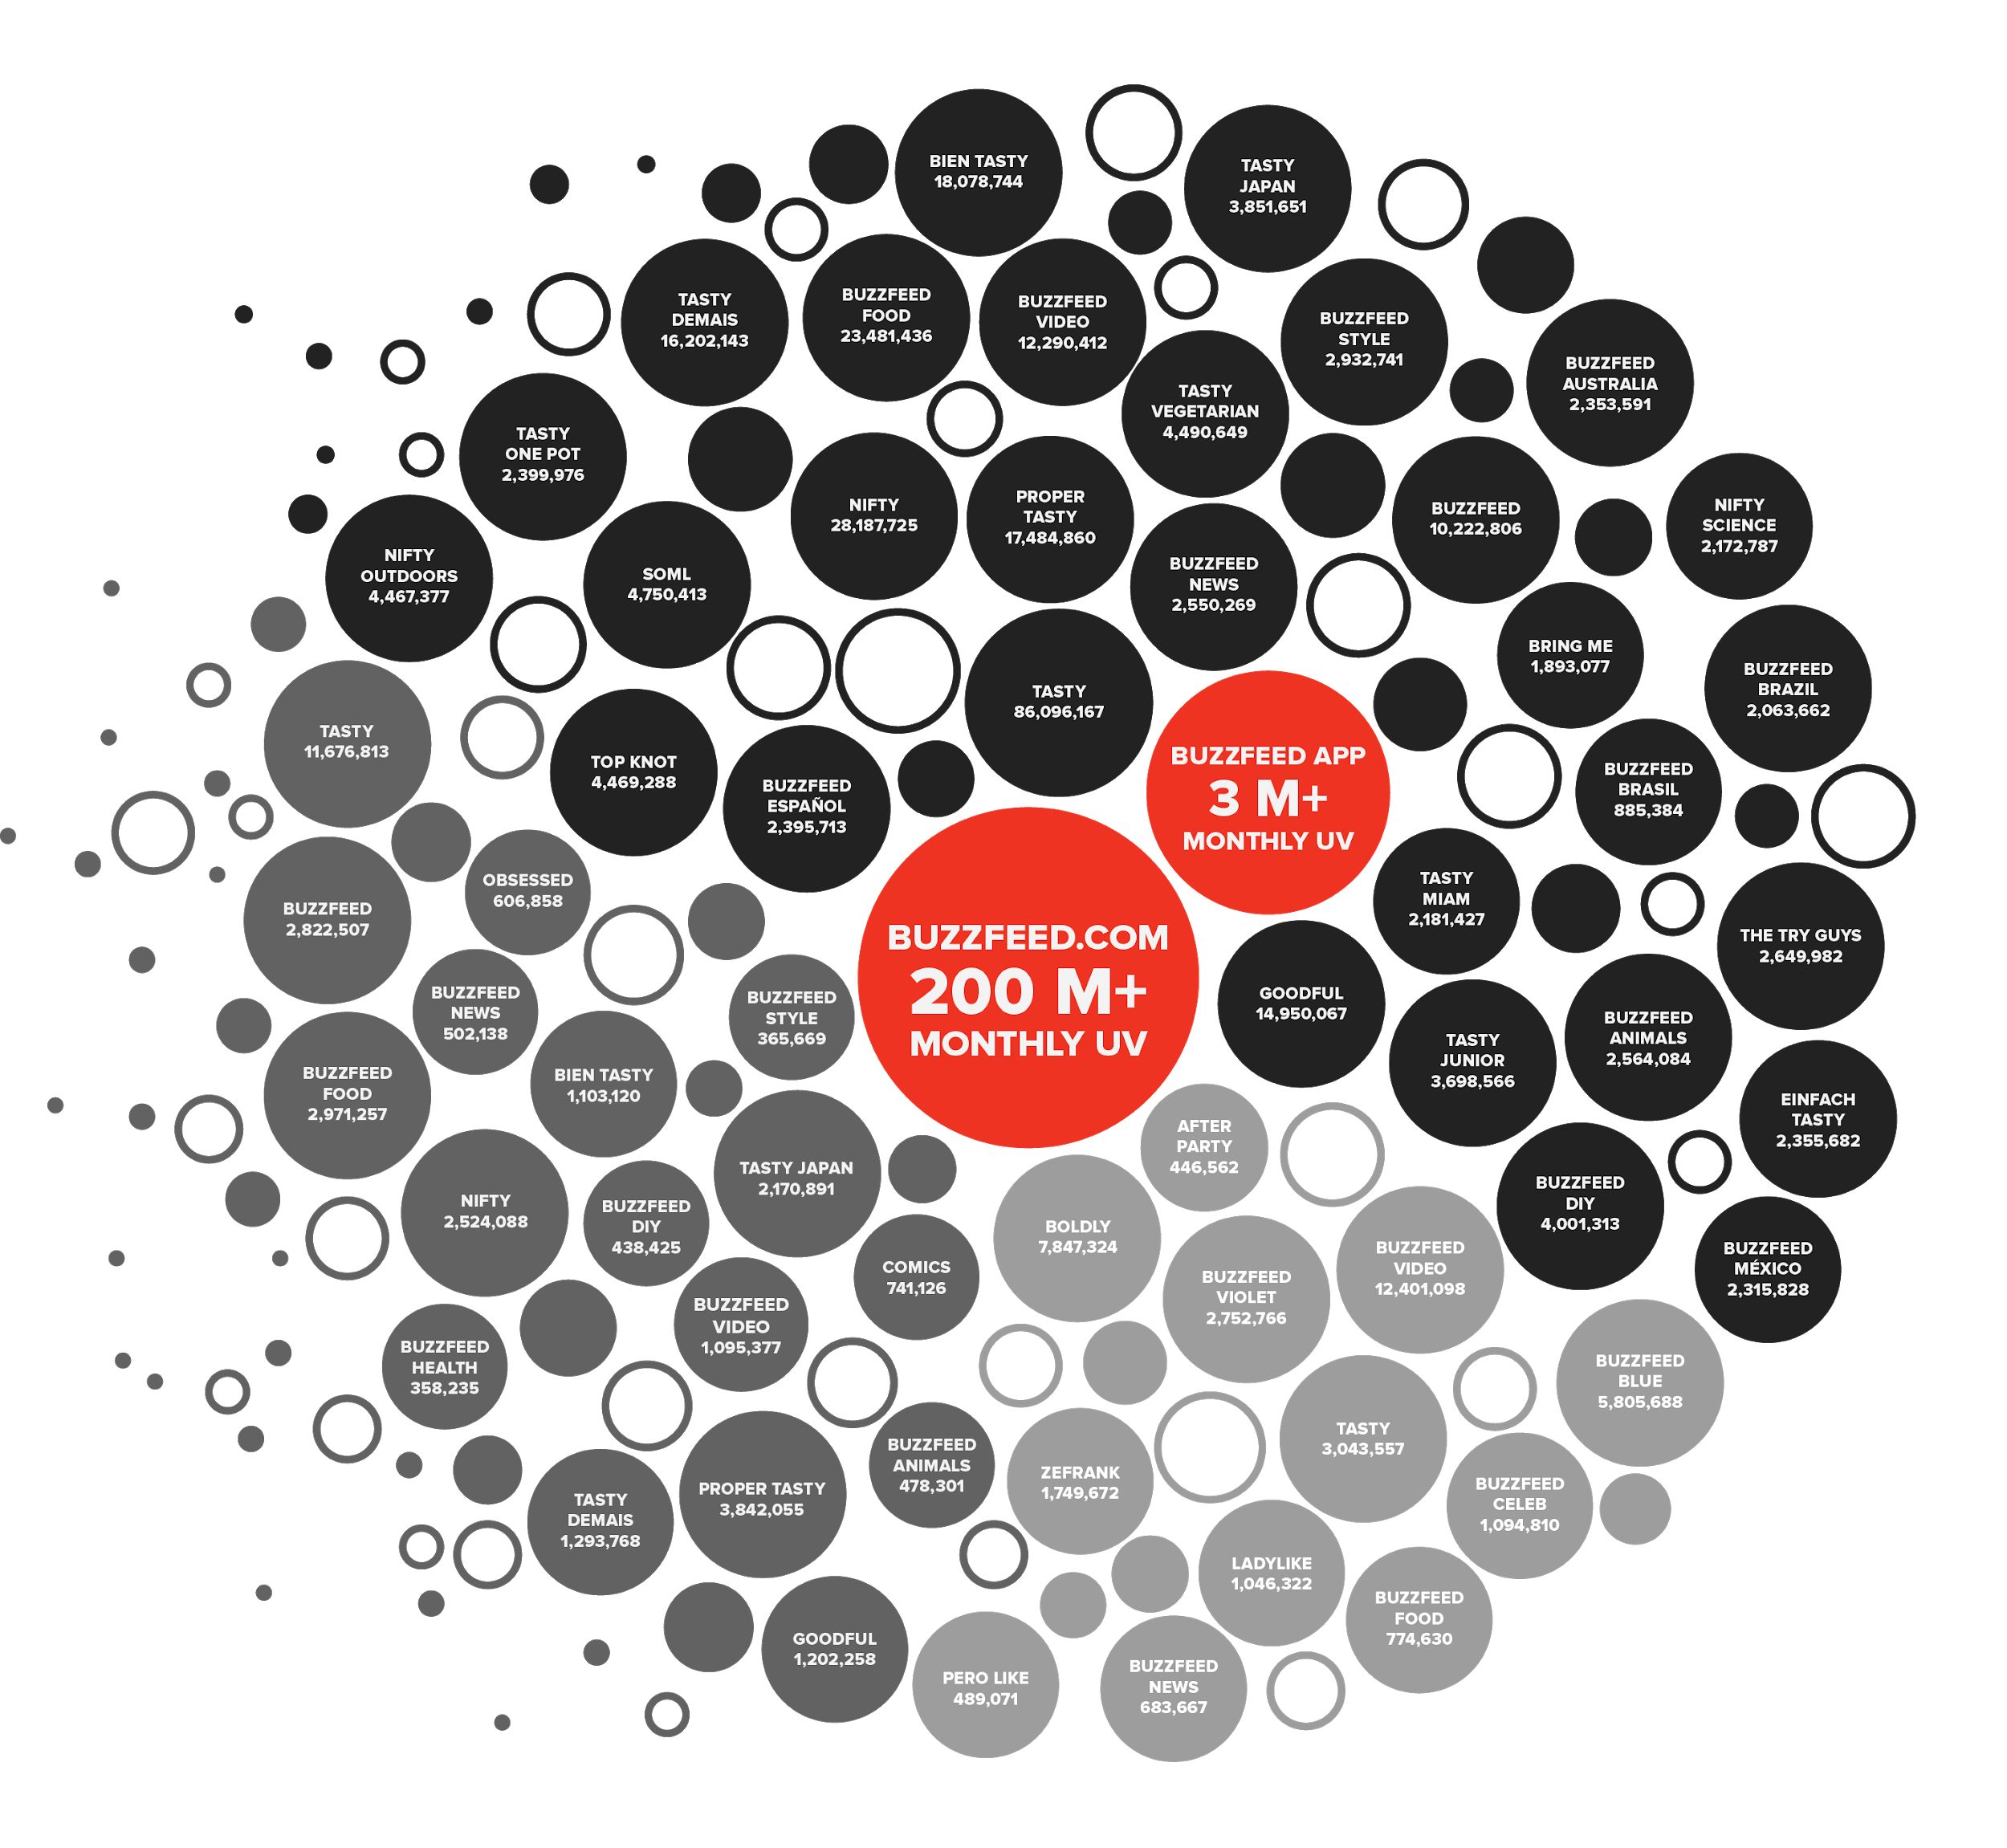 BIEN TASTY
18,078,744
TASTY
JAPAN
3,851,651
TASTY
DEMAIS
16,202,143
BUZZFEED
FOOD
23,481,436
BUZZFEED
VIDEO
12,290,412
BUZZFEED
STYLE
2,932,741
BUZZFEED
AUSTRALIA
2,353,591
TASTY
VEGETARIAN
4,490,649
TASTY
ONE POT
2,399,976
NIFTY
28,187,725
PROPER
TASTY
17,484,860
BUZZFEED
10,222,806
NIFTY
SCIENCE
2,172,787
NIFTY
OUTDOORS
4,467,377
SOML
4,750,413
BUZZFEED
NEWS
2,550,269
BRING ME
1,893,077
BUZZFEED
BRAZIL
2,063,662
TASTY
86,096,167
TASTY
11,676,813
TOP KNOT
4,469,288
BUZZFEED
ESPAÑOL
2,395,713
BUZZFEED APP
3 M+
MONTHLY UV
BUZZFEED
BRASIL
885,384
OBSESSED
606,858
TASTY
MIAM
2,181,427
BUZZFEED
2,822,507
BUZZFEED.COM
200 M+
MONTHLY UV
THE TRY GUYS
2,649,982
BUZZFEED
NEWS
502,138
BUZZFEED
STYLE
365,669
GOODFUL
14,950,067
BUZZFEED
ANIMALS
2,564,084
TASTY
JUNIOR
3,698,566
BUZZFEED
FOOD
2,971,257
BIEN TASTY
1,103,120
EINFACH
TASTY
2,355,682
AFTER
PARTY
446,562
TASTY JAPAN
2,170,891
BUZZFEED
DIY
4,001,313
NIFTY
2,524,088
BUZZFEED
DIY
438,425
BOLDLY
7,847,324
BUZZFEED
VIDEO
12,401,098
BUZZFEED
MÉXICO
2,315,828
COMICS
741,126
BUZZFEED
VIOLET
2,752,766
BUZZFEED
VIDEO
1,095,377
BUZZFEED
HEALTH
358,235
BUZZFEED
BLUE
5,805,688
TASTY
3,043,557
BUZZFEED
ANIMALS
478,301
ZEFRANK
1,749,672
PROPER TASTY
3,842,055
BUZZFEED
CELEB
1,094,810
TASTY
DEMAIS
1,293,768
LADYLIKE
1,046,322
BUZZFEED
FOOD
774,630
GOODFUL
1,202,258
PERO LIKE
489,071
BUZZFEED
NEWS
683,667